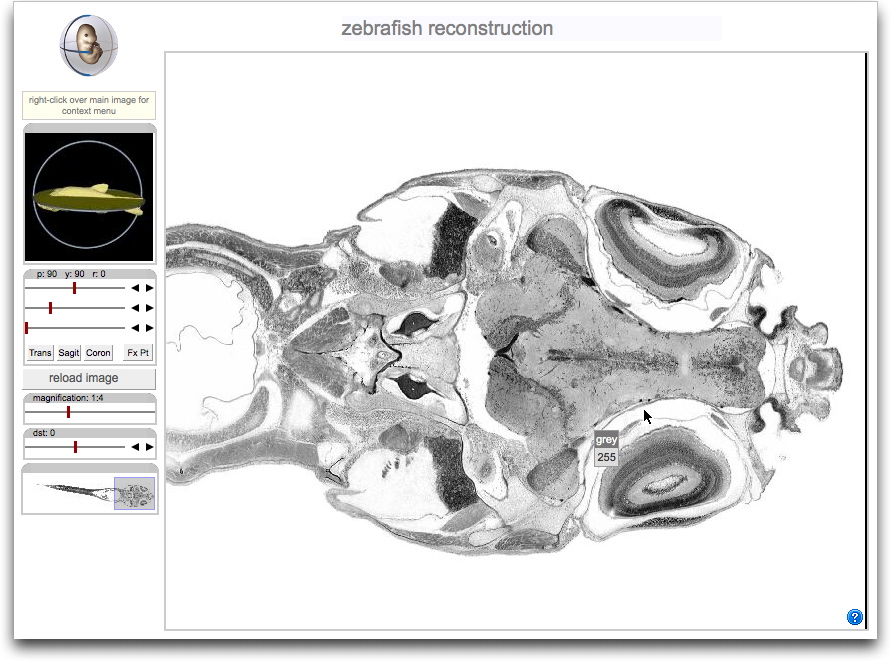 zebrafish reconstruction
right-click over main image for
context menu
p: 90 y: 90 r: 0
Trans Sagit Coron Fx Pt
reload image
magnification: 1:4
dst: 0
grey
255
?